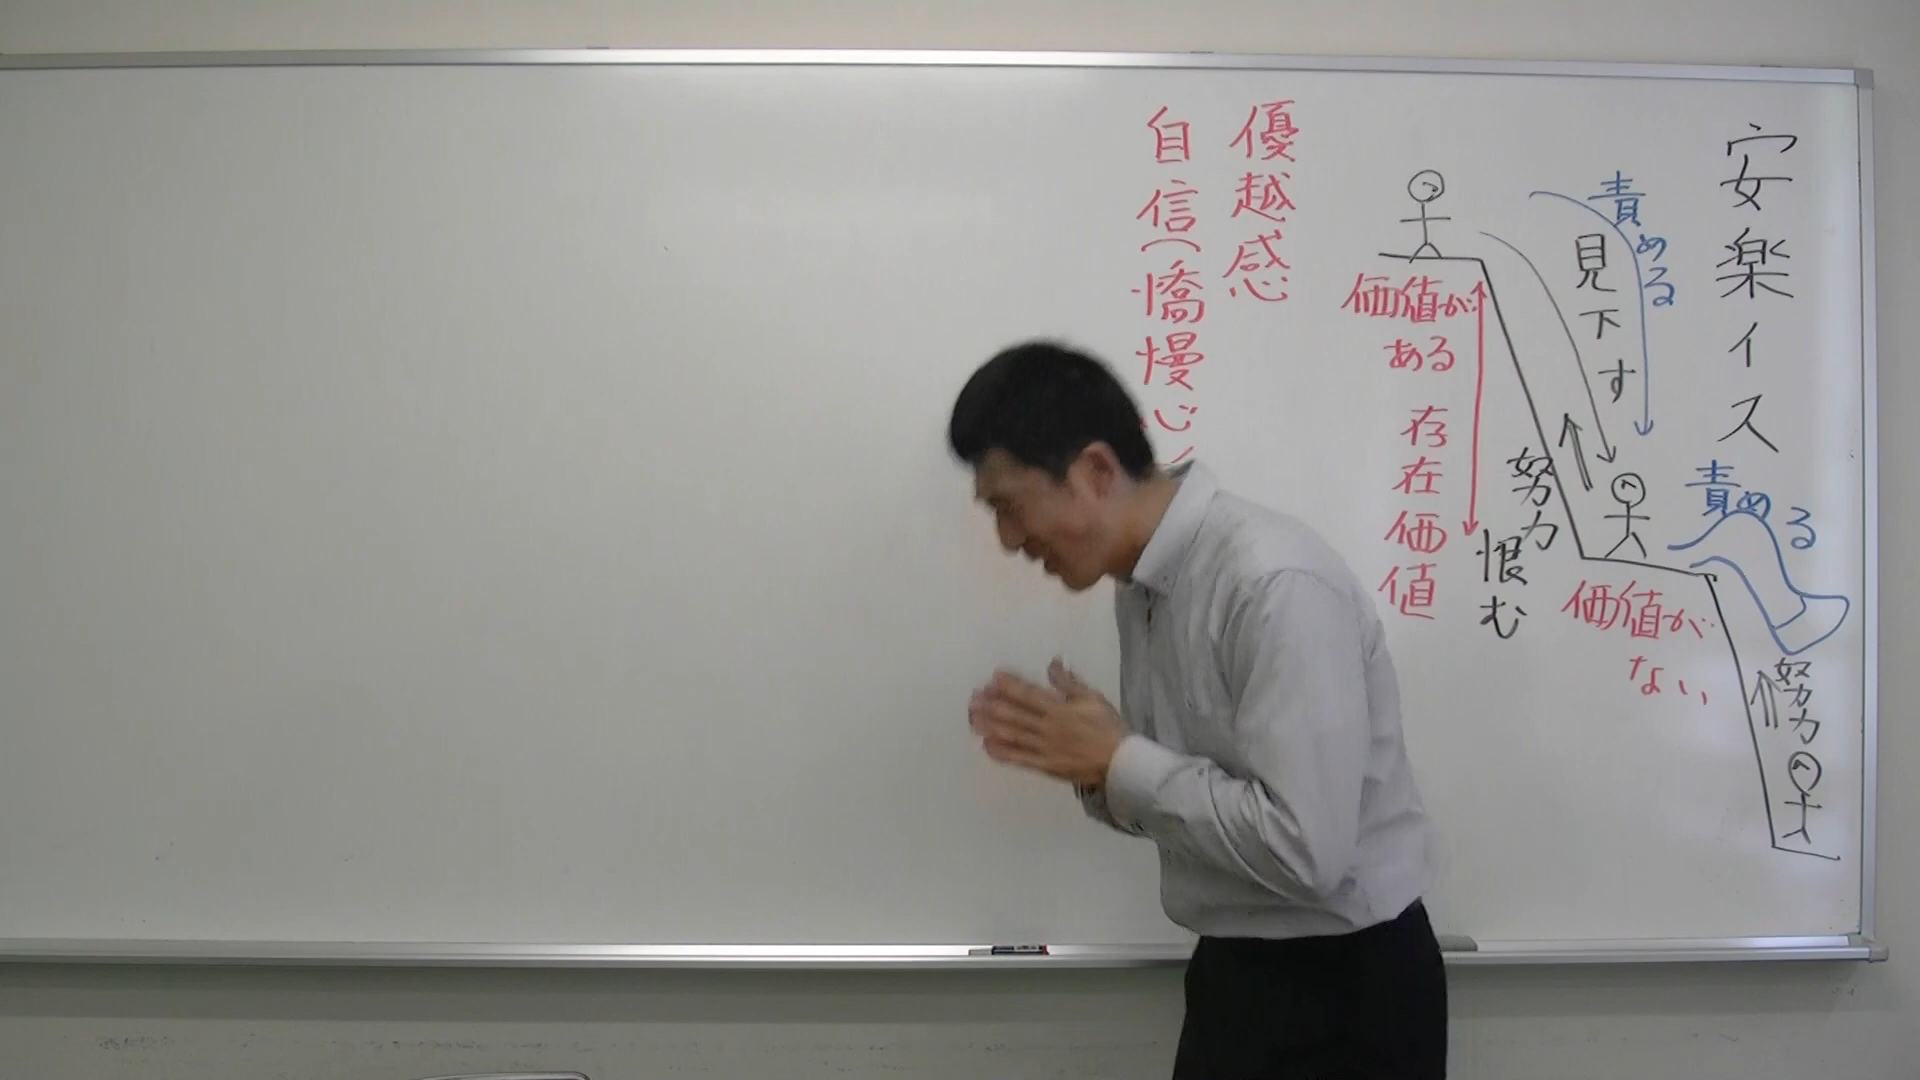 安楽イス
責める
見下す
責める
努力
努力
恨む
価値が
ある
存在価値
価値が
ない
優越感
自信(憍慢心